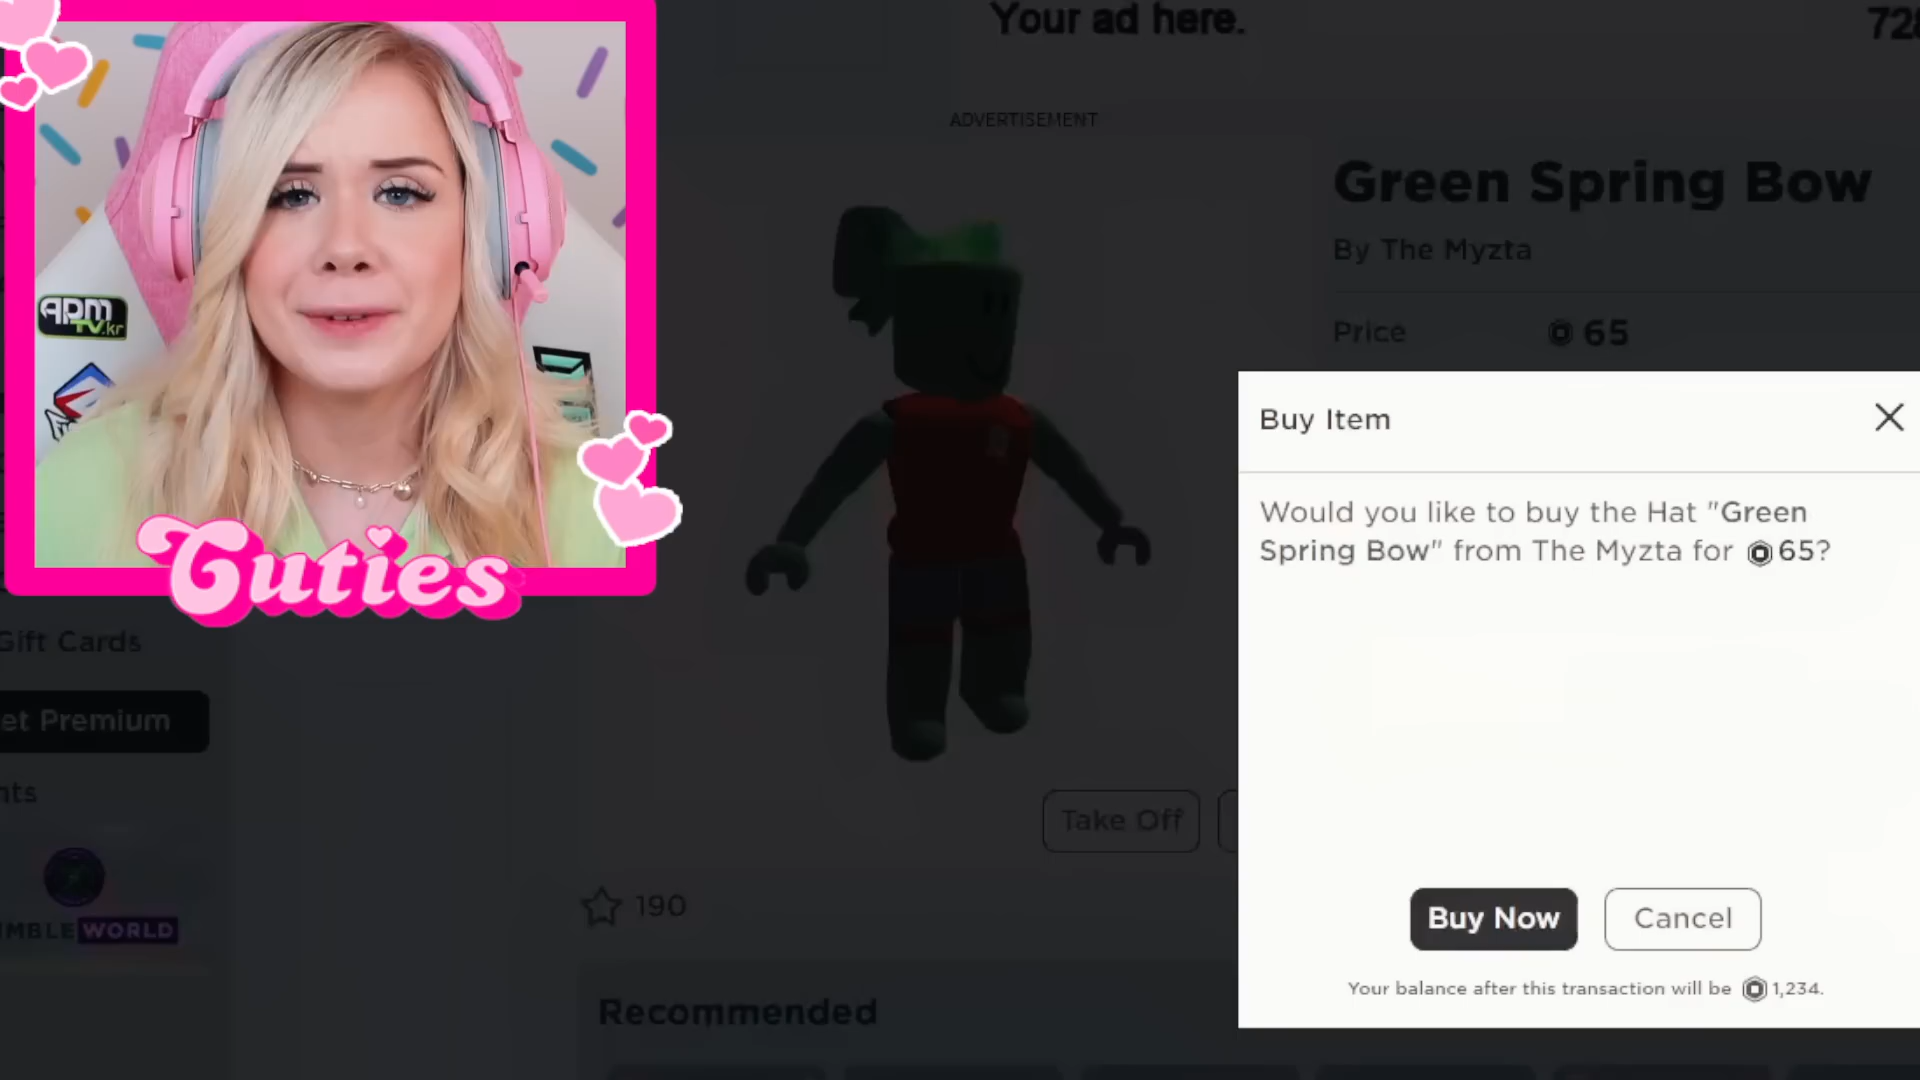 Your ad here.
728
ADVERTISEMENT
Green Spring Bow
By The Myzta
Price 65
APM
TV.kr
Cuties
Buy Item
Would you like to buy the Hat "Green
Spring Bow" from The Myzta for 65?
Gift Cards
et Premium
nts
Take Off
190
IMBLEWORLD
Buy Now
Cancel
Your balance after this transaction will be 1,234.
Recommended